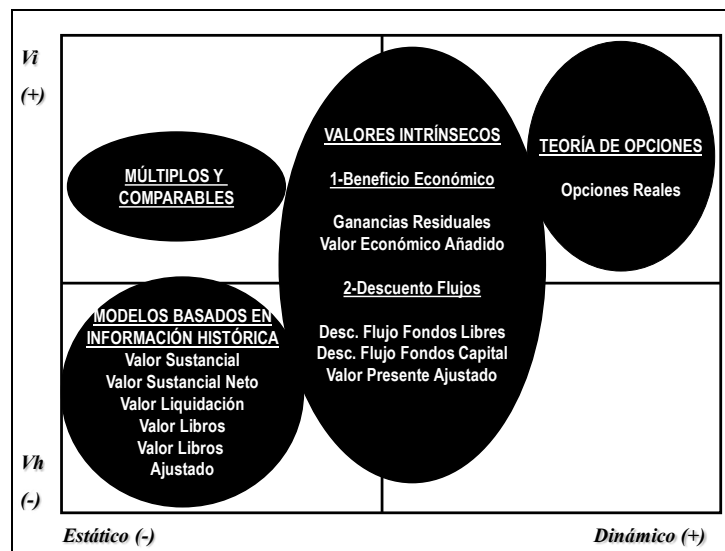 Vi
(+)
MÚLTIPLOS Y
COMPARABLES
VALORES INTRÍNSECOS
1-Beneficio Económico
Ganancias Residuales
Valor Económico Añadido
2-Descuento Flujos
Desc. Flujo Fondos Libres
Desc. Flujo Fondos Capital
Valor Presente Ajustado
TEORÍA DE OPCIONES
Opciones Reales
MODELOS BASADOS EN
INFORMACIÓN HISTÓRICA
Valor Sustancial
Valor Sustancial Neto
Valor Liquidación
Valor Libros
Valor Libros
Ajustado
Vh
(-)
Estático (-)
Dinámico (+)